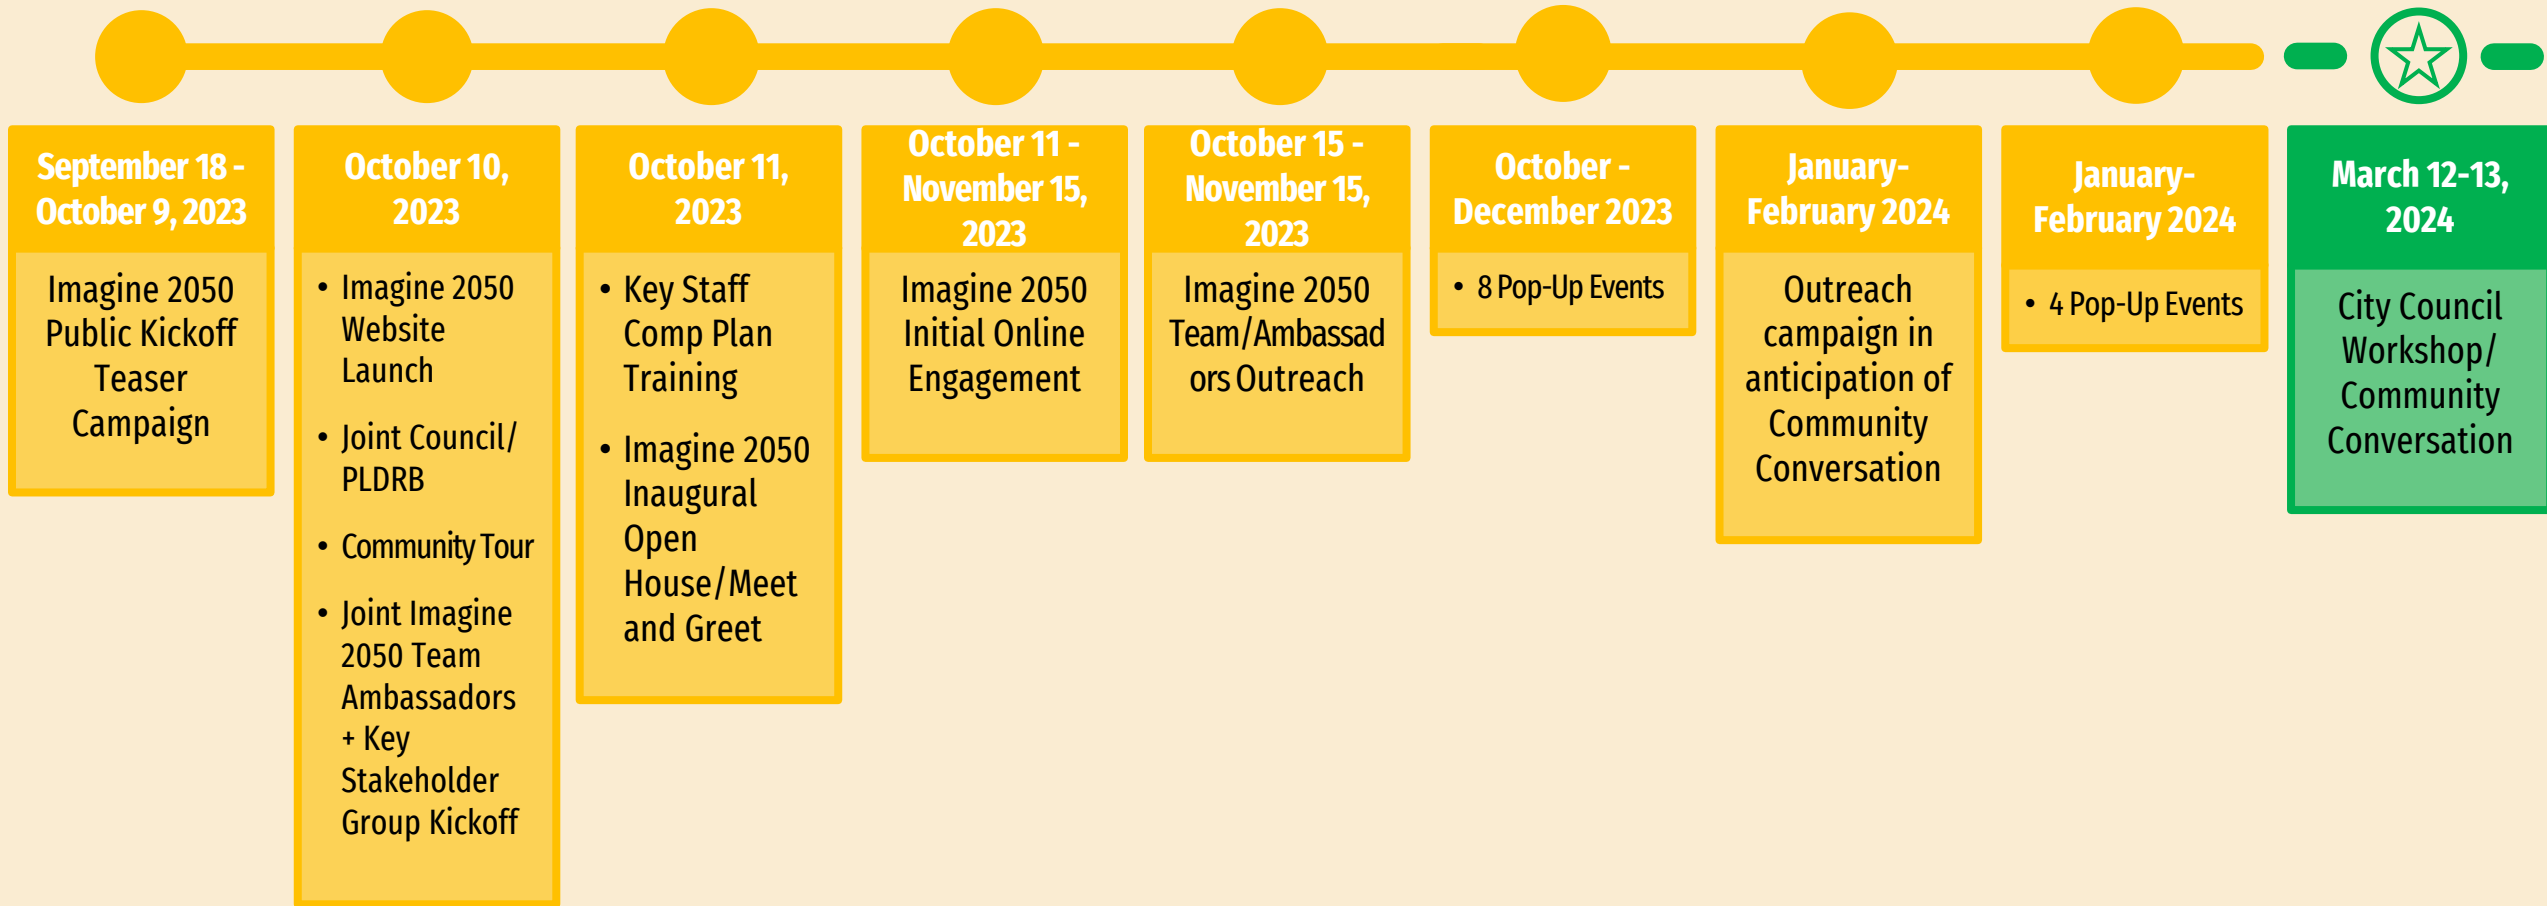 September 18 -
October 9, 2023
Imagine 2050
Public Kickoff
Teaser
Campaign
October 10,
2023
• Imagine 2050
Website
Launch
• Joint Council/
PLDRB
• Community Tour
• Joint Imagine
2050 Team
Ambassadors
+ Key
Stakeholder
Group Kickoff
October 11,
2023
• Key Staff
Comp Plan
Training
• Imagine 2050
Inaugural
Open
House/Meet
and Greet
October 11 -
November 15,
2023
Imagine 2050
Initial Online
Engagement
October 15 -
November 15,
2023
Imagine 2050
Team/Ambassad
ors Outreach
October -
December 2023
• 8 Pop-Up Events
January-
February 2024
Outreach
campaign in
anticipation of
Community
Conversation
January-
February 2024
• 4 Pop-Up Events
March 12-13,
2024
City Council
Workshop/
Community
Conversation